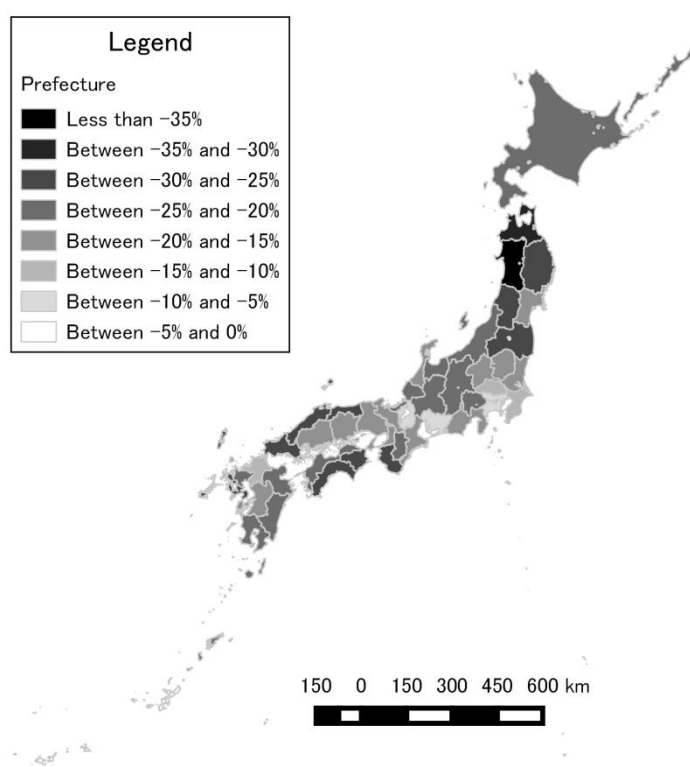 Legend
Prefecture
Less than −35%
Between −35% and −30%
Between −30% and −25%
Between −25% and −20%
Between −20% and −15%
Between −15% and −10%
Between −10% and −5%
Between −5% and 0%
150 0 150 300 450 600 km